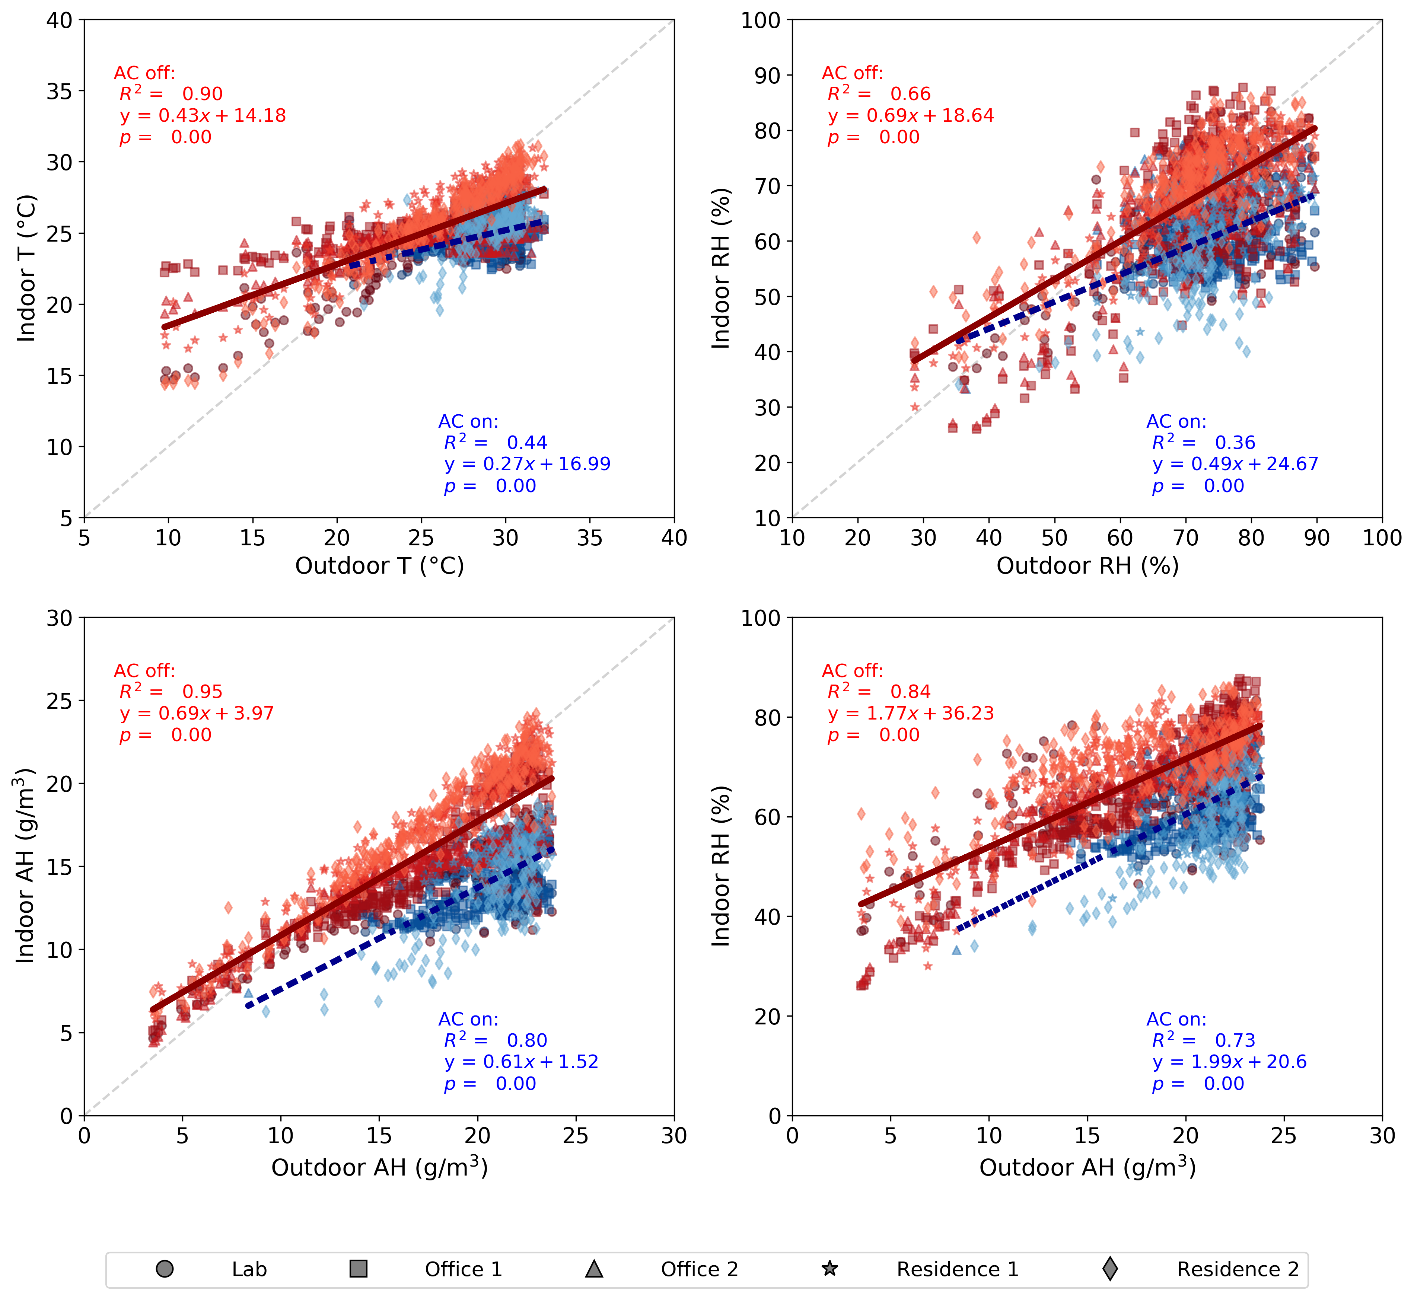 40
35
30
25
20
15
10
5
Indoor T (°C)
AC off:
R² = 0.90
y = 0.43x + 14.18
p = 0.00
AC on:
R² = 0.44
y = 0.27x + 16.99
p = 0.00
5 10 15 20 25 30 35 40
Outdoor T (°C)
100
90
80
70
60
50
40
30
20
10
Indoor RH (%)
AC off:
R² = 0.66
y = 0.69x + 18.64
p = 0.00
AC on:
R² = 0.36
y = 0.49x + 24.67
p = 0.00
10 20 30 40 50 60 70 80 90 100
Outdoor RH (%)
30
25
20
15
10
5
0
Indoor AH (g/m³)
AC off:
R² = 0.95
y = 0.69x + 3.97
p = 0.00
AC on:
R² = 0.80
y = 0.61x + 1.52
p = 0.00
0 5 10 15 20 25 30
Outdoor AH (g/m³)
100
80
60
40
20
0
Indoor RH (%)
AC off:
R² = 0.84
y = 1.77x + 36.23
p = 0.00
AC on:
R² = 0.73
y = 1.99x + 20.6
p = 0.00
0 5 10 15 20 25 30
Outdoor AH (g/m³)
Lab Office 1 Office 2 Residence 1 Residence 2